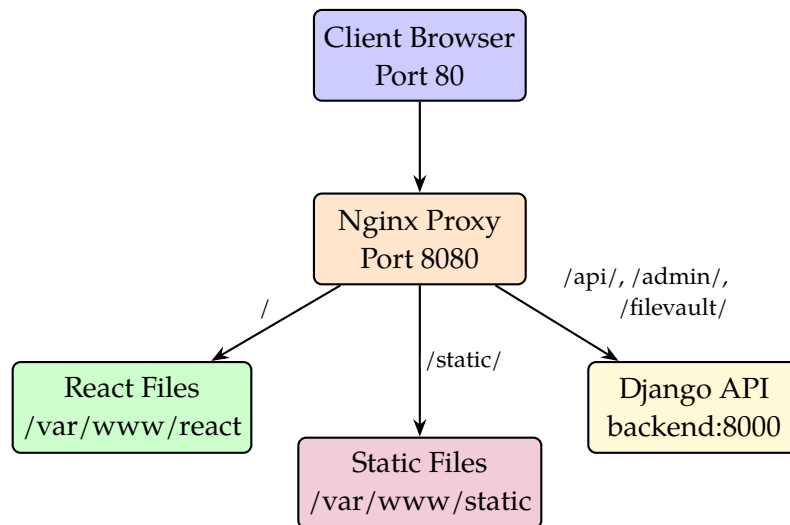 Client Browser
Port 80
Nginx Proxy
Port 8080
/
/api/, /admin/,
/filevault/
/static/
React Files
/var/www/react
Django API
backend:8000
Static Files
/var/www/static